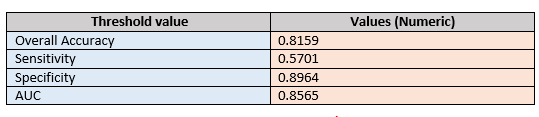 Threshold value Values (Numeric)
Overall Accuracy 0.8159
Sensitivity 0.5701
Specificity 0.8964
AUC 0.8565